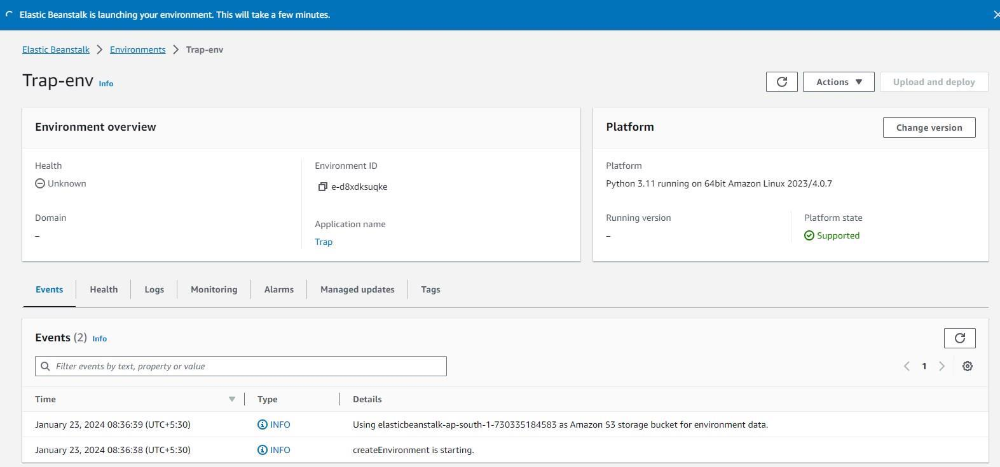 Elastic Beanstalk is launching your environment. This will take a few minutes.
Elastic Beanstalk > Environments > Trap-env
Trap-env Info
Actions Upload and deploy
Environment overview
Health
Unknown
Domain
–
Environment ID
e-d8xdksuqke
Application name
Trap
Platform
Change version
Platform
Python 3.11 running on 64bit Amazon Linux 2023/4.0.7
Running version
–
Platform state
Supported
Events Health Logs Monitoring Alarms Managed updates Tags
Events (2) Info
Filter events by text, property or value
1
Time Type Details
January 23, 2024 08:36:39 (UTC+5:30) INFO Using elasticbeanstalk-ap-south-1-730335184583 as Amazon S3 storage bucket for environment data.
January 23, 2024 08:36:38 (UTC+5:30) INFO createEnvironment is starting.